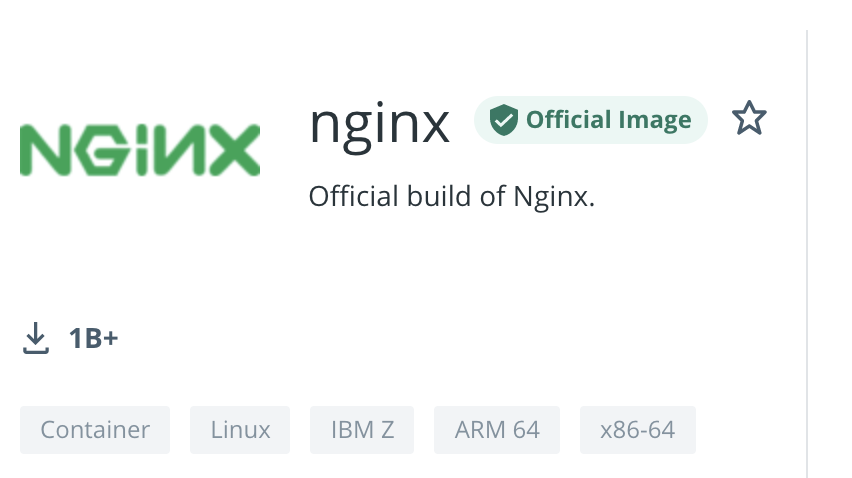 NGINX
nginx Official Image
Official build of Nginx.
1B+
Container Linux IBM Z ARM 64 x86-64